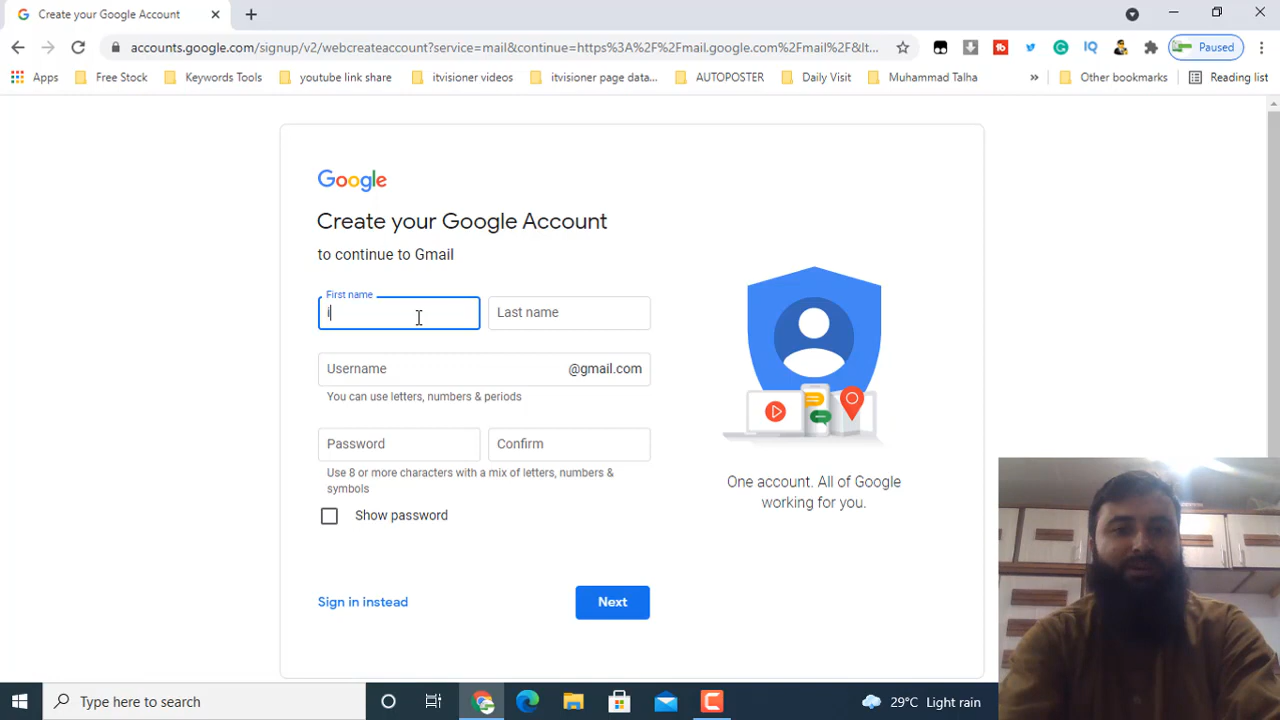 Create your Google Account
Paused
accounts.google.com/signup/v2/webcreateaccount?service=mail&continue=https%3A%2F%2Fmail.google.com%2Fmail%2F&lt...
Apps
Free Stock
Keywords Tools
youtube link share
itvisioner videos
itvisioner page data...
AUTOPOSTER
Daily Visit
Muhammad Talha
»
Other bookmarks
Reading list
Google
Create your Google Account
to continue to Gmail
First name
i
Last name
Username
@gmail.com
You can use letters, numbers & periods
Password
Confirm
Use 8 or more characters with a mix of letters, numbers &
symbols
Show password
Sign in instead
Next
One account. All of Google
working for you.
Type here to search
29°C Light rain